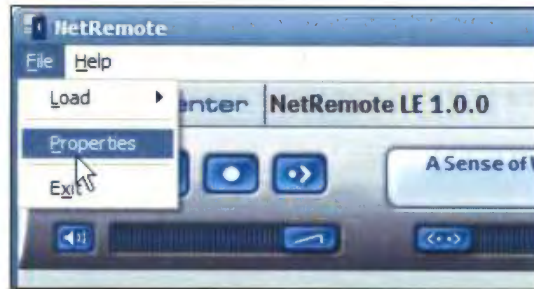 NetRemote
File Help
Load
enter NetRemote LE 1.0.0
Properties
A Sense of
Exit